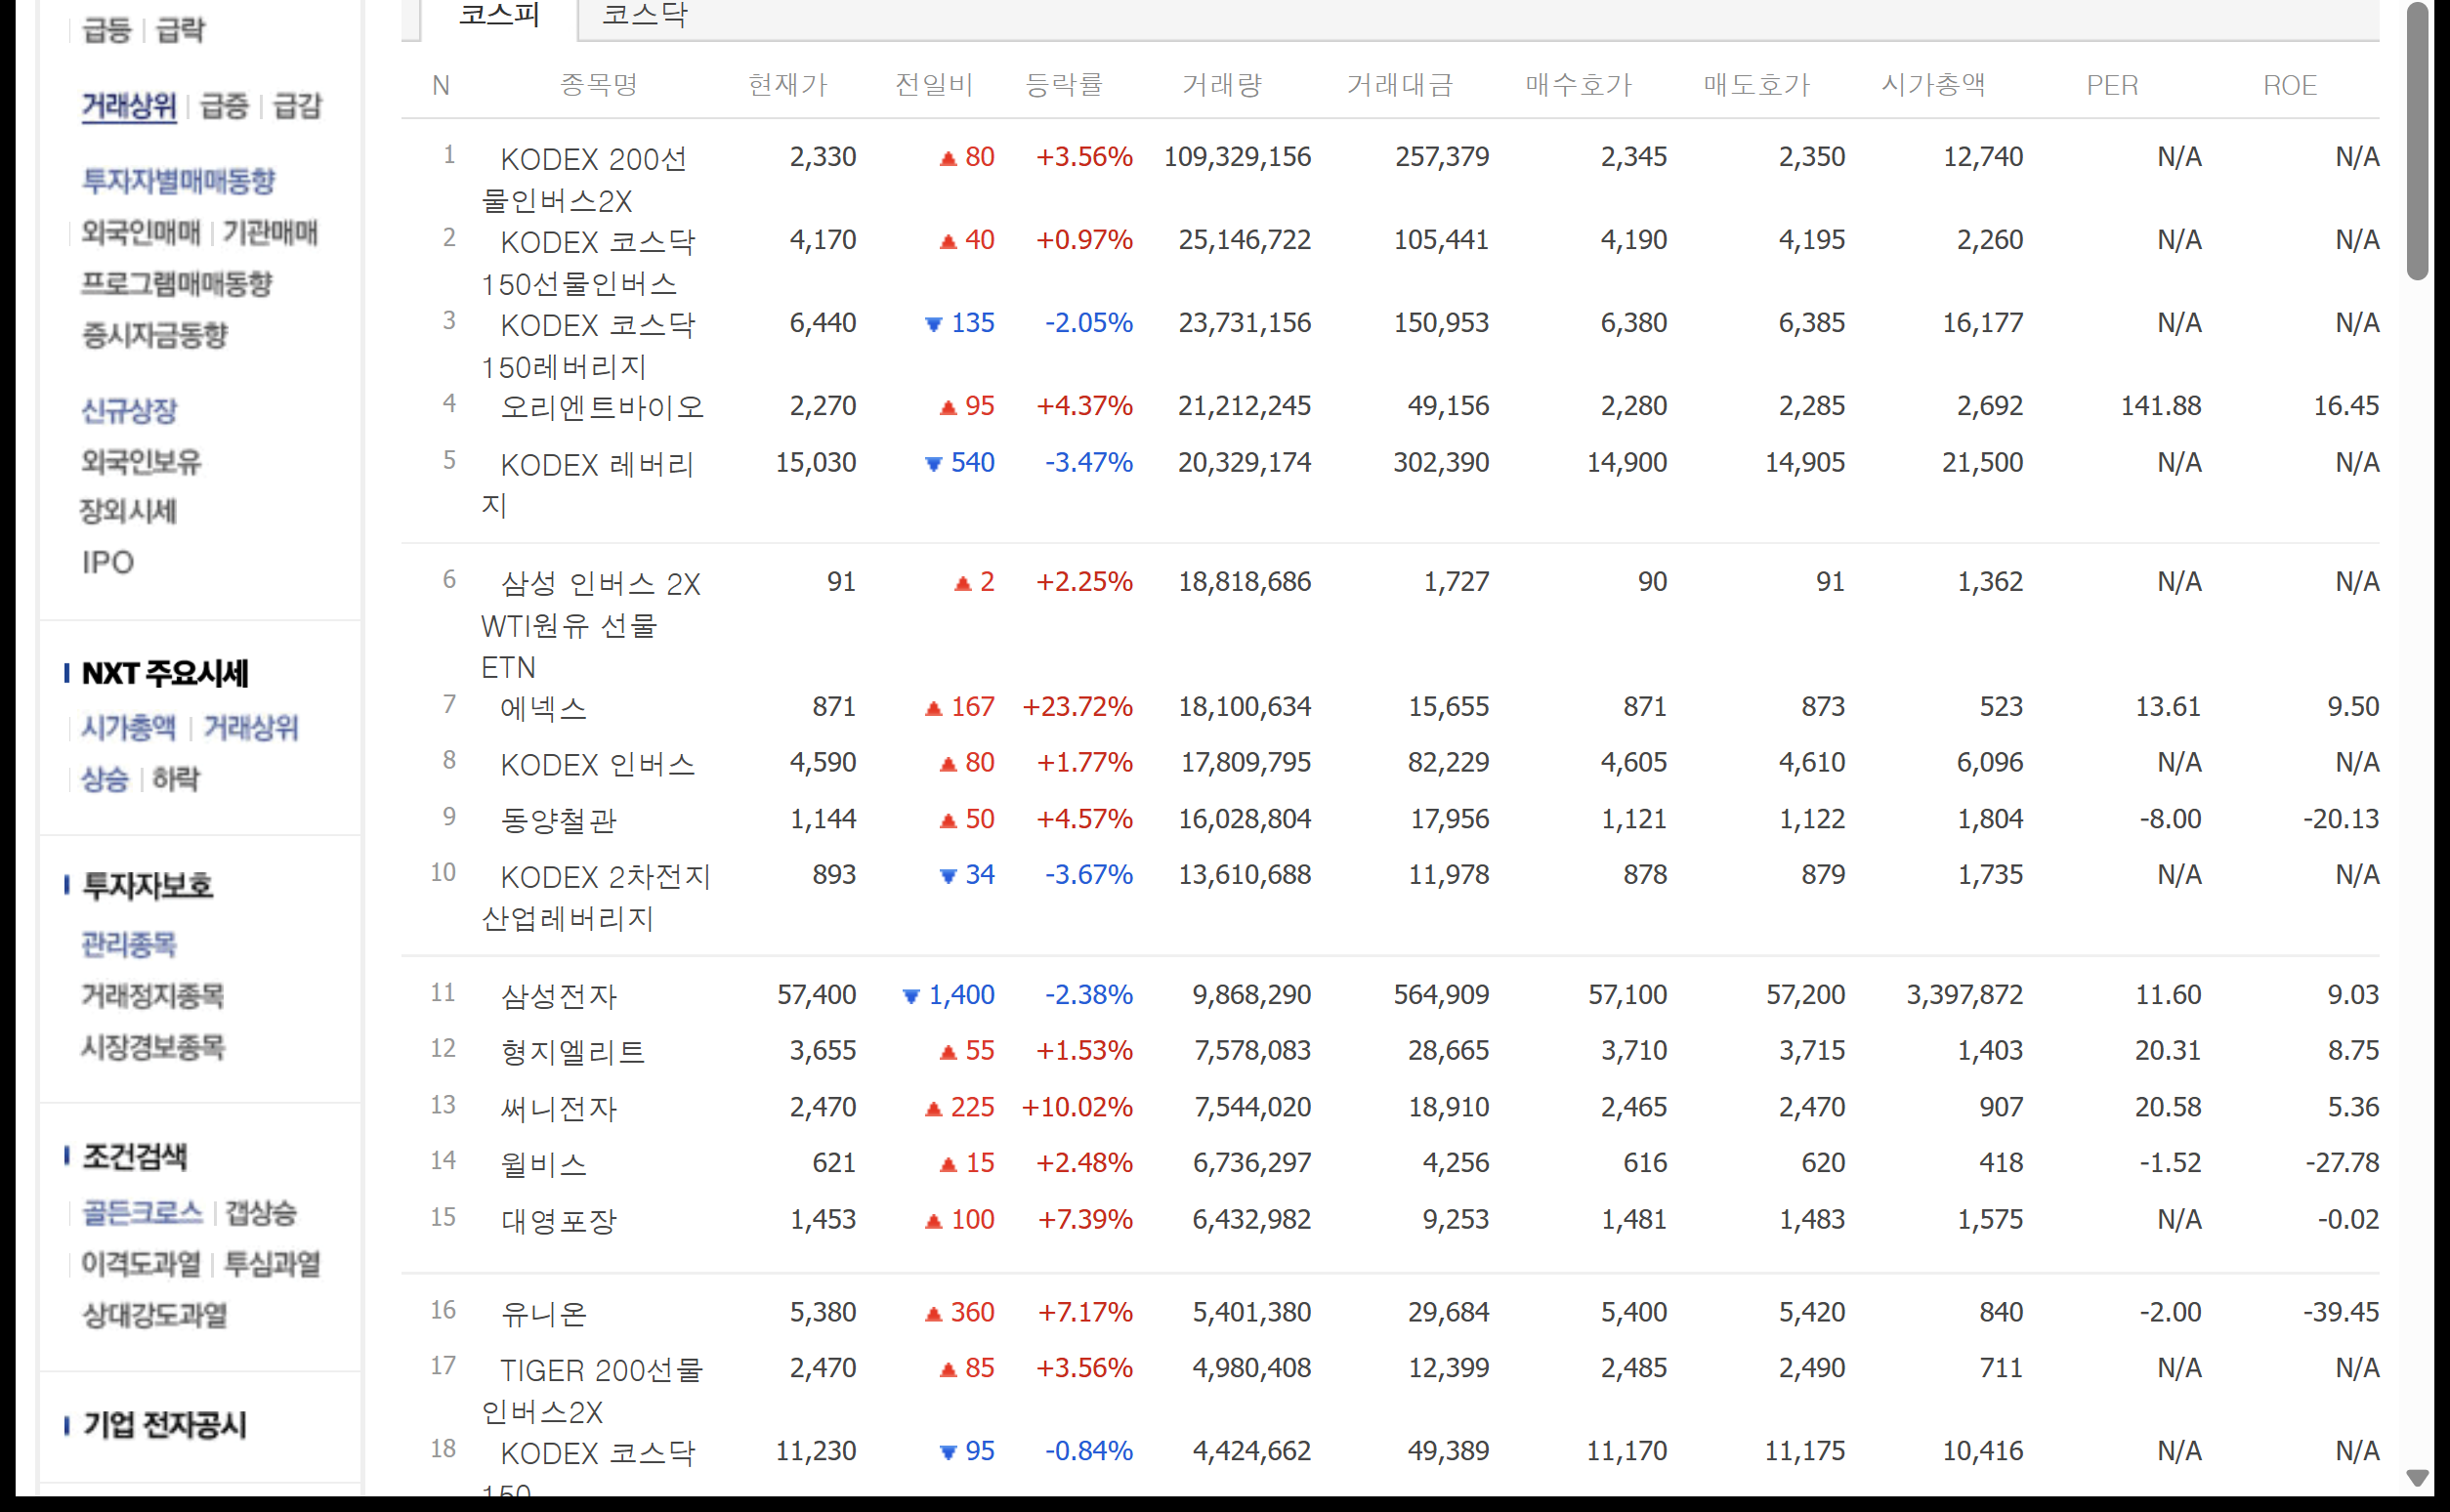 급등 급락
거래상위 급증 급감
투자자별매매동향
외국인매매 기관매매
프로그램매매동향
증시자금동향
신규상장
외국인보유
장외시세
IPO
NXT 주요시세
시가총액 거래상위
상승 하락
투자자보호
관리종목
거래정지종목
시장경보종목
조건검색
골든크로스 갭상승
이격도과열 투심과열
상대강도과열
기업 전자공시
코스피 코스닥
N 종목명 현재가 전일비 등락률 거래량 거래대금 매수호가 매도호가 시가총액 PER ROE
1 KODEX 200선 2,330 ▲ 80 +3.56% 109,329,156 257,379 2,345 2,350 12,740 N/A N/A
물인버스2X
2 KODEX 코스닥 4,170 ▲ 40 +0.97% 25,146,722 105,441 4,190 4,195 2,260 N/A N/A
150선물인버스
3 KODEX 코스닥 6,440 ▼ 135 -2.05% 23,731,156 150,953 6,380 6,385 16,177 N/A N/A
150레버리지
4 오리엔트바이오 2,270 ▲ 95 +4.37% 21,212,245 49,156 2,280 2,285 2,692 141.88 16.45
5 KODEX 레버리 15,030 ▼ 540 -3.47% 20,329,174 302,390 14,900 14,905 21,500 N/A N/A
지
6 삼성 인버스 2X 91 ▲ 2 +2.25% 18,818,686 1,727 90 91 1,362 N/A N/A
WTI원유 선물
ETN
7 에넥스 871 ▲ 167 +23.72% 18,100,634 15,655 871 873 523 13.61 9.50
8 KODEX 인버스 4,590 ▲ 80 +1.77% 17,809,795 82,229 4,605 4,610 6,096 N/A N/A
9 동양철관 1,144 ▲ 50 +4.57% 16,028,804 17,956 1,121 1,122 1,804 -8.00 -20.13
10 KODEX 2차전지 893 ▼ 34 -3.67% 13,610,688 11,978 878 879 1,735 N/A N/A
산업레버리지
11 삼성전자 57,400 ▼ 1,400 -2.38% 9,868,290 564,909 57,100 57,200 3,397,872 11.60 9.03
12 형지엘리트 3,655 ▲ 55 +1.53% 7,578,083 28,665 3,710 3,715 1,403 20.31 8.75
13 써니전자 2,470 ▲ 225 +10.02% 7,544,020 18,910 2,465 2,470 907 20.58 5.36
14 윌비스 621 ▲ 15 +2.48% 6,736,297 4,256 616 620 418 -1.52 -27.78
15 대영포장 1,453 ▲ 100 +7.39% 6,432,982 9,253 1,481 1,483 1,575 N/A -0.02
16 유니온 5,380 ▲ 360 +7.17% 5,401,380 29,684 5,400 5,420 840 -2.00 -39.45
17 TIGER 200선물 2,470 ▲ 85 +3.56% 4,980,408 12,399 2,485 2,490 711 N/A N/A
인버스2X
18 KODEX 코스닥 11,230 ▼ 95 -0.84% 4,424,662 49,389 11,170 11,175 10,416 N/A N/A
150